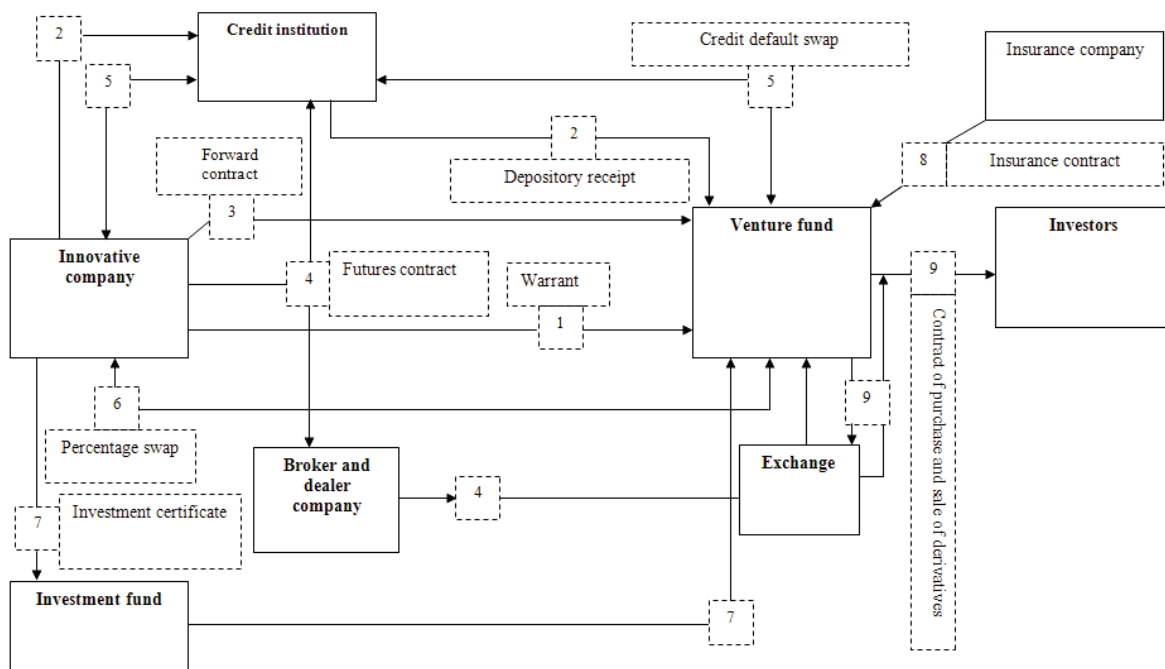 2
Credit institution
Credit default swap
Insurance company
5
5
2
Depository receipt
8
Insurance contract
Forward
contract
3
Venture fund
Investors
Innovative
company
4
Futures contract
Warrant
1
9
Contract of purchase and sale of derivatives
6
Percentage swap
9
Broker and
dealer
company
4
Exchange
7
Investment certificate
Investment fund
7